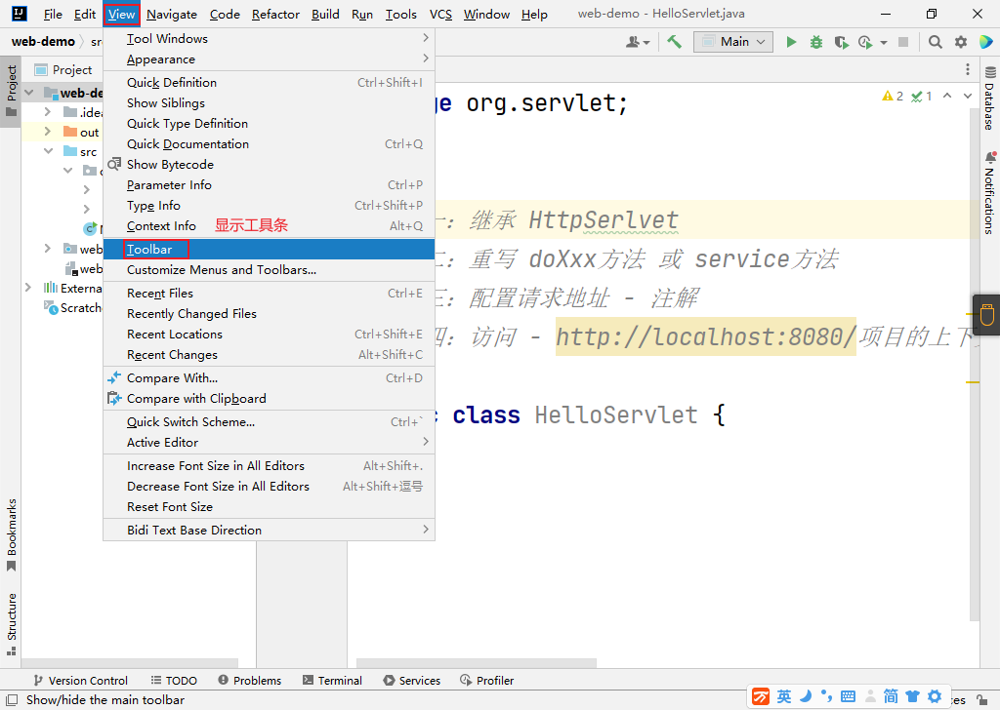 File Edit View Navigate Code Refactor Build Run Tools VCS Window Help web-demo - HelloServlet.java
web-demo
Main
Project
Tool Windows
Appearance
Quick Definition Ctrl+Shift+I
Show Siblings
Quick Type Definition
Quick Documentation Ctrl+Q
Show Bytecode
Parameter Info Ctrl+P
Type Info Ctrl+Shift+P
Context Info 显示工具条 Alt+Q
Toolbar
Customize Menus and Toolbars...
Recent Files Ctrl+E
Recently Changed Files
Recent Locations Ctrl+Shift+E
Recent Changes Alt+Shift+C
Compare With... Ctrl+D
Compare with Clipboard
Quick Switch Scheme... Ctrl+`
Active Editor
Increase Font Size in All Editors Alt+Shift+.
Decrease Font Size in All Editors Alt+Shift+逗号
Reset Font Size
Bidi Text Base Direction
Project
web-de
.idea
out
src
web
web
Externa
Scratch
Bookmarks
Structure
ge org.servlet;
2 1
: 继承 HttpSerlvet
: 重写 doXxx方法 或 service方法
三: 配置请求地址 - 注解
四: 访问 - http://localhost:8080/项目的上下
c class HelloServlet {
Database
Notifications
Version Control TODO Problems Terminal Services Profiler
Show/hide the main toolbar
英 简
ces